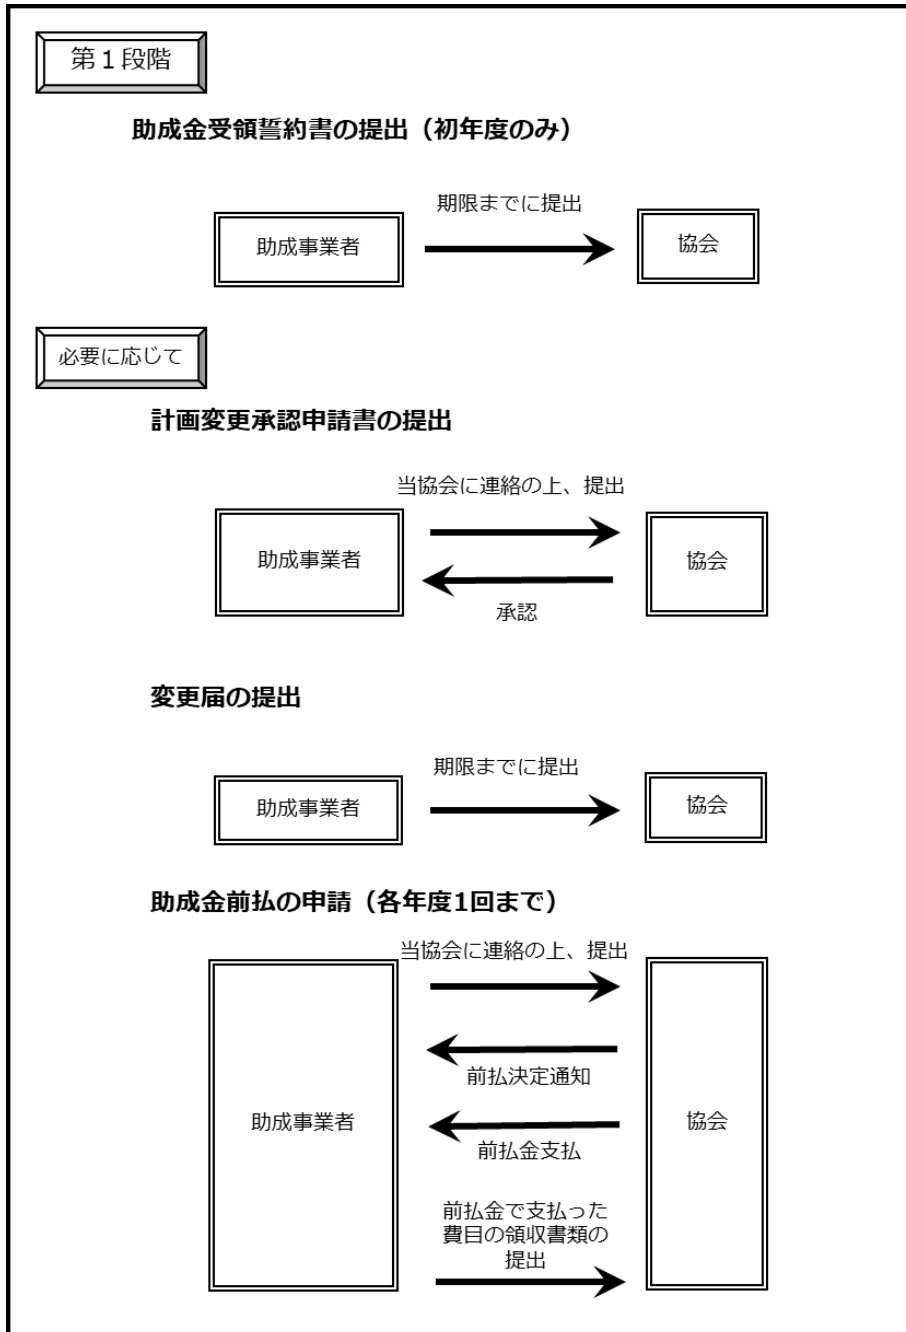 第１段階
助成金受領誓約書の提出（初年度のみ）
期限までに提出
助成事業者
協会
必要に応じて
計画変更承認申請書の提出
当協会に連絡の上、提出
助成事業者
協会
承認
変更届の提出
期限までに提出
助成事業者
協会
助成金前払の申請（各年度1回まで）
当協会に連絡の上、提出
前払決定通知
助成事業者
協会
前払金支払
前払金で支払った
費目の領収書類の
提出